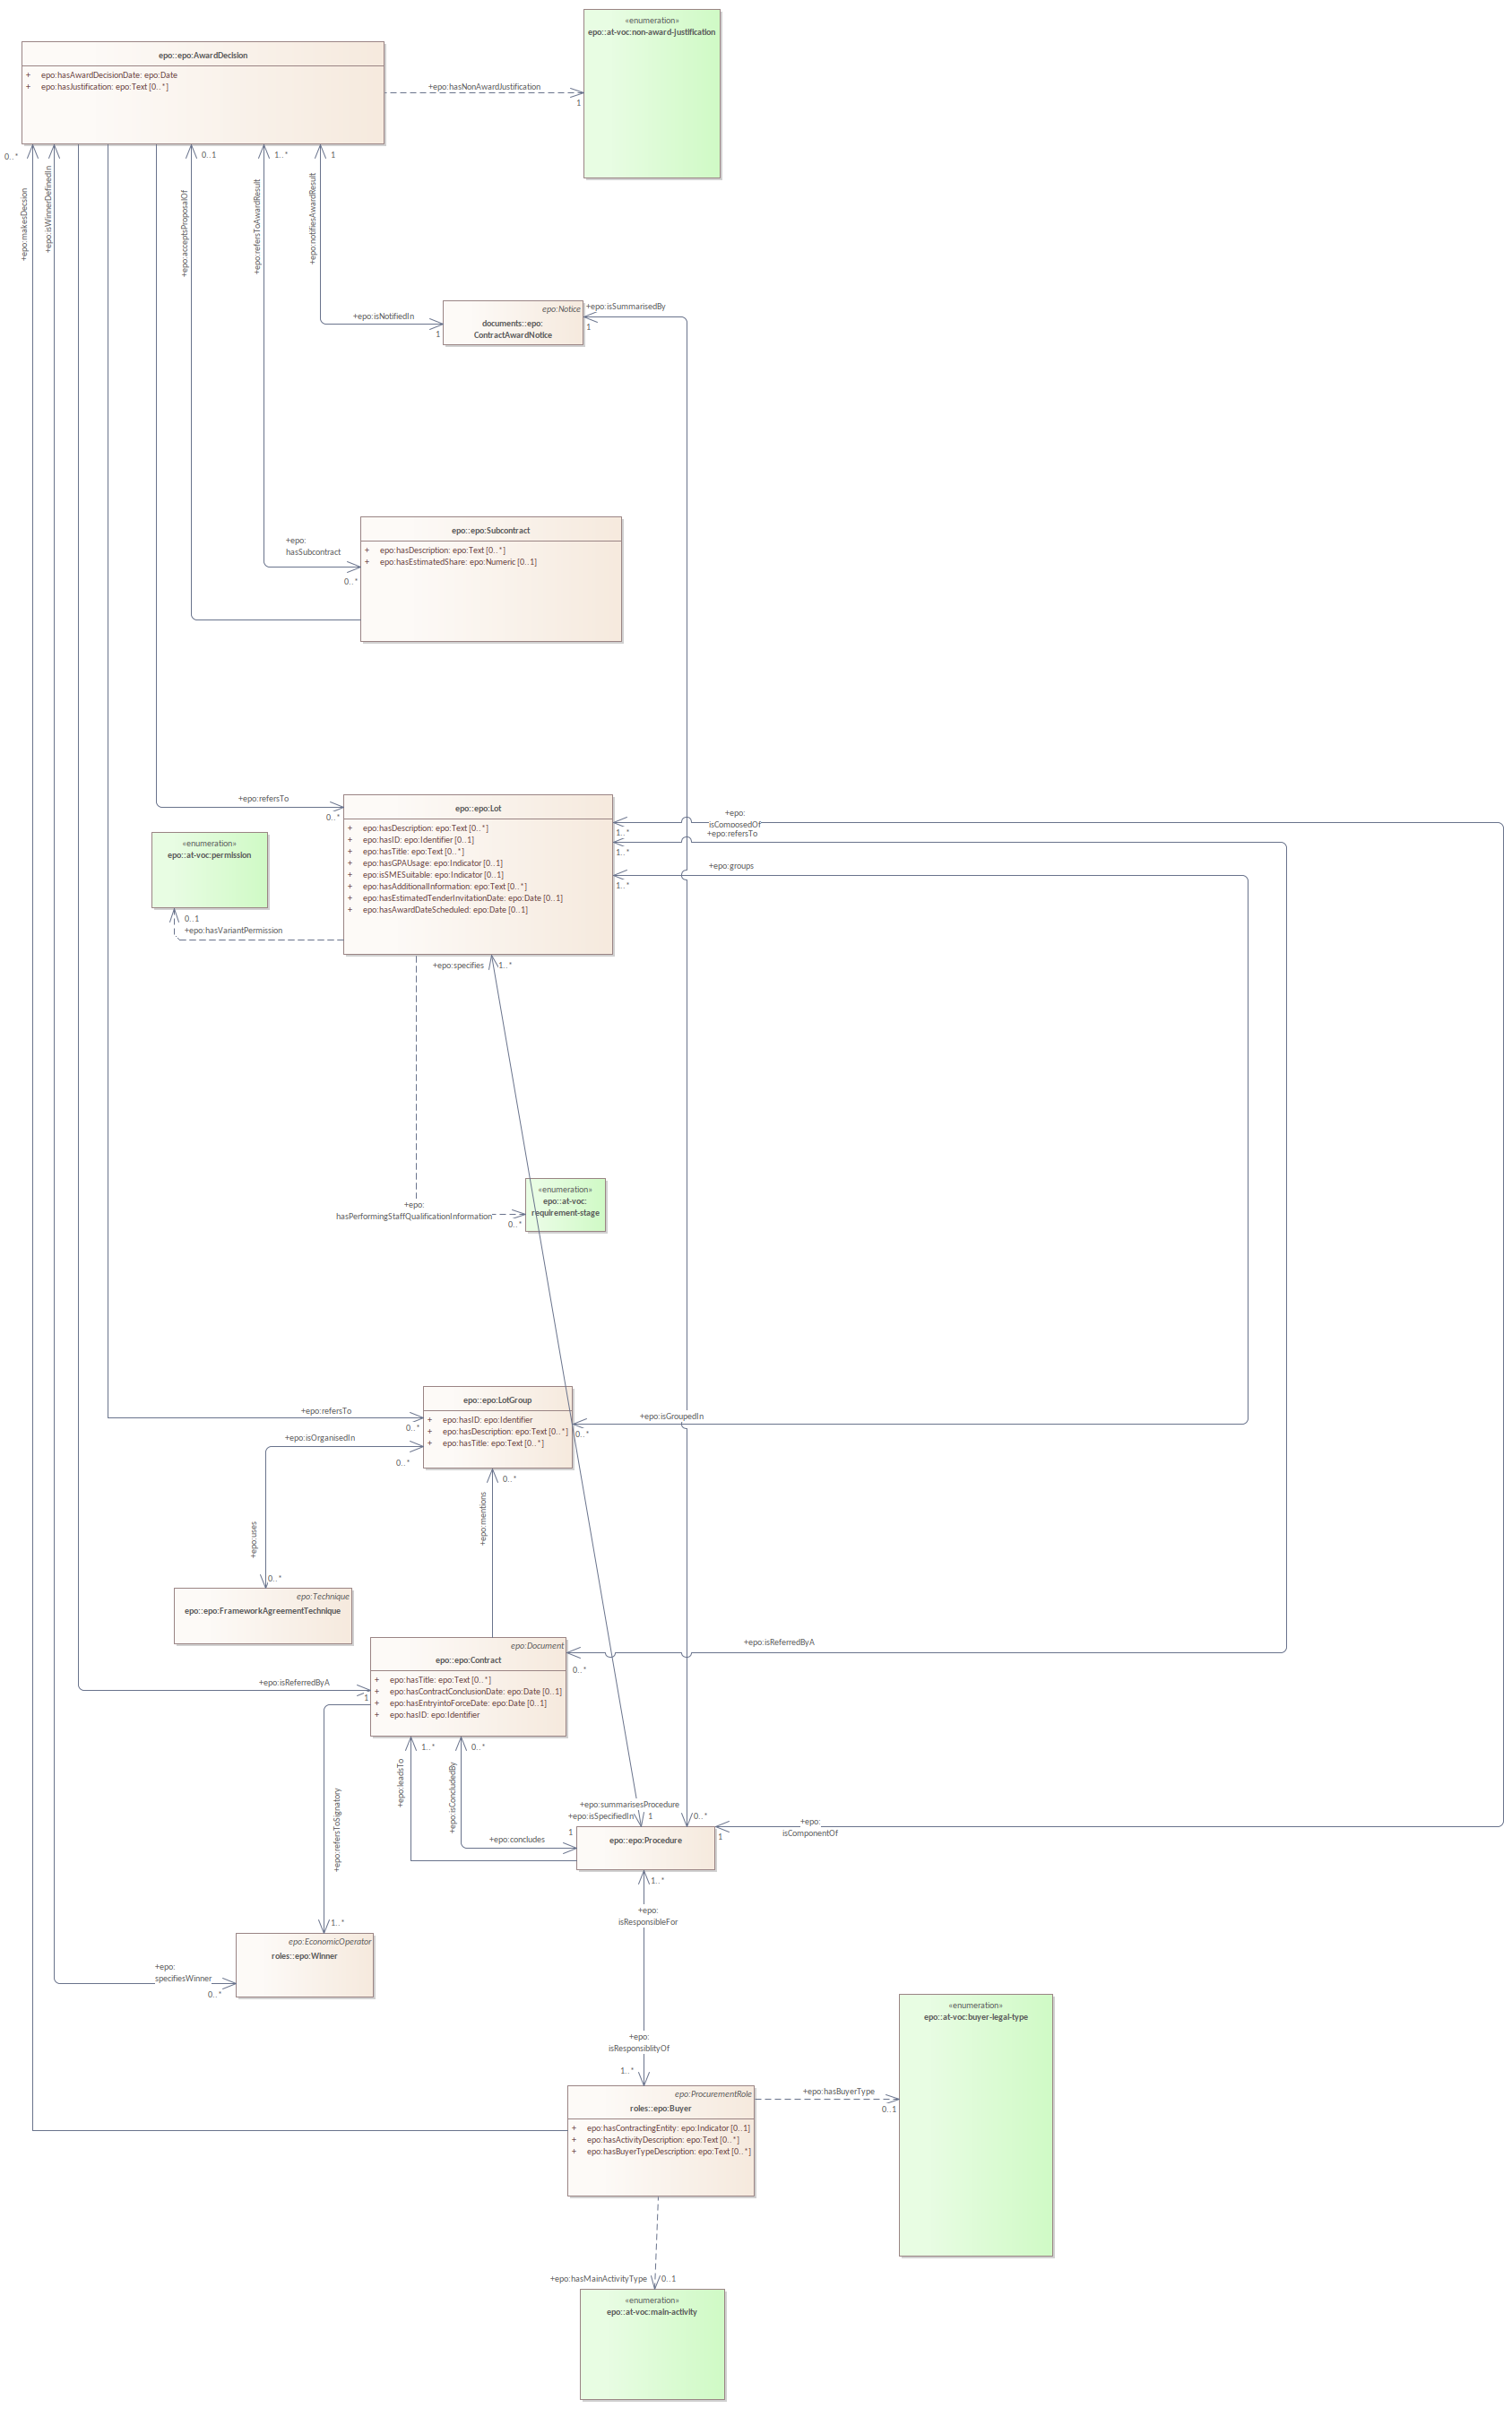 «enumeration»
epo::at-voc:non-award-justification
epo::epo:AwardDecision
+ epo:hasAwardDecisionDate: epo:Date
+ epo:hasJustification: epo:Text [0..*]
+epo:hasNonAwardJustification
1
0..*
0..1
1..*
1
+epo:makesDecsion
+epo:isWinnerDefinedIn
+epo:acceptsProposalOf
+epo:refersToAwardResult
+epo:notifiesAwardResult
+epo:isNotifiedIn
1
epo:Notice
documents::epo:
ContractAwardNotice
+epo:isSummarisedBy
1
epo::epo:Subcontract
+ epo:hasDescription: epo:Text [0..*]
+ epo:hasEstimatedShare: epo:Numeric [0..1]
+epo:
hasSubcontract
0..*
+epo:refersTo
0..*
epo::epo:Lot
+ epo:hasDescription: epo:Text [0..*]
+ epo:hasID: epo:Identifier [0..1]
+ epo:hasTitle: epo:Text [0..*]
+ epo:hasGPAUsage: epo:Indicator [0..1]
+ epo:isSMESuitable: epo:Indicator [0..1]
+ epo:hasAdditionalInformation: epo:Text [0..*]
+ epo:hasEstimatedTenderInvitationDate: epo:Date [0..1]
+ epo:hasAwardDateScheduled: epo:Date [0..1]
+epo:
isComoosedOf
1..*
+epo:refersTo
1..*
+epo:groups
1..*
«enumeration»
epo::at-voc:permission
0..1
+epo:hasVariantPermission
+epo:specifies
1..*
«enumeration»
epo::at-voc:
requirement-stage
+epo:
hasPerformingStaffQualificationInformation
0..*
epo::epo:LotGroup
+ epo:hasID: epo:Identifier
+ epo:hasDescription: epo:Text [0..*]
+ epo:hasTitle: epo:Text [0..*]
+epo:refersTo
0..*
+epo:isGroupedIn
0..*
+epo:isOrganisedIn
0..*
+epo:uses
0..*
+epo:mentions
0..*
epo:Technique
epo::epo:FrameworkAgreementTechnique
epo:Document
epo::epo:Contract
+ epo:hasTitle: epo:Text [0..*]
+ epo:hasContractConclusionDate: epo:Date [0..1]
+ epo:hasEntryintoForceDate: epo:Date [0..1]
+ epo:hasID: epo:Identifier
+epo:isReferredByA
0..*
+epo:isReferredByA
1
+epo:leadsTo
1..*
+epo:isConcludedBy
0..*
+epo:refersToSignatory
1..*
+epo:summarisesProcedure
0..*
+epo:isSpecifiedIn
1
1
+epo:concludes
epo::epo:Procedure
1
+epo:
isComponentOf
1..*
+epo:
isResponsibleFor
epo:EconomicOperator
roles::epo:Winner
+epo:
specifiesWinner
0..*
+epo:
isResponsiblityOf
1..*
epo:ProcurementRole
roles::epo:Buyer
+ epo:hasContractingEntity: epo:Indicator [0..1]
+ epo:hasActivityDescription: epo:Text [0..*]
+ epo:hasBuyerTypeDescription: epo:Text [0..*]
+epo:hasBuyerType
0..1
«enumeration»
epo::at-voc:buyer-legal-type
+epo:hasMainActivityType
0..1
«enumeration»
epo::at-voc:main-activity